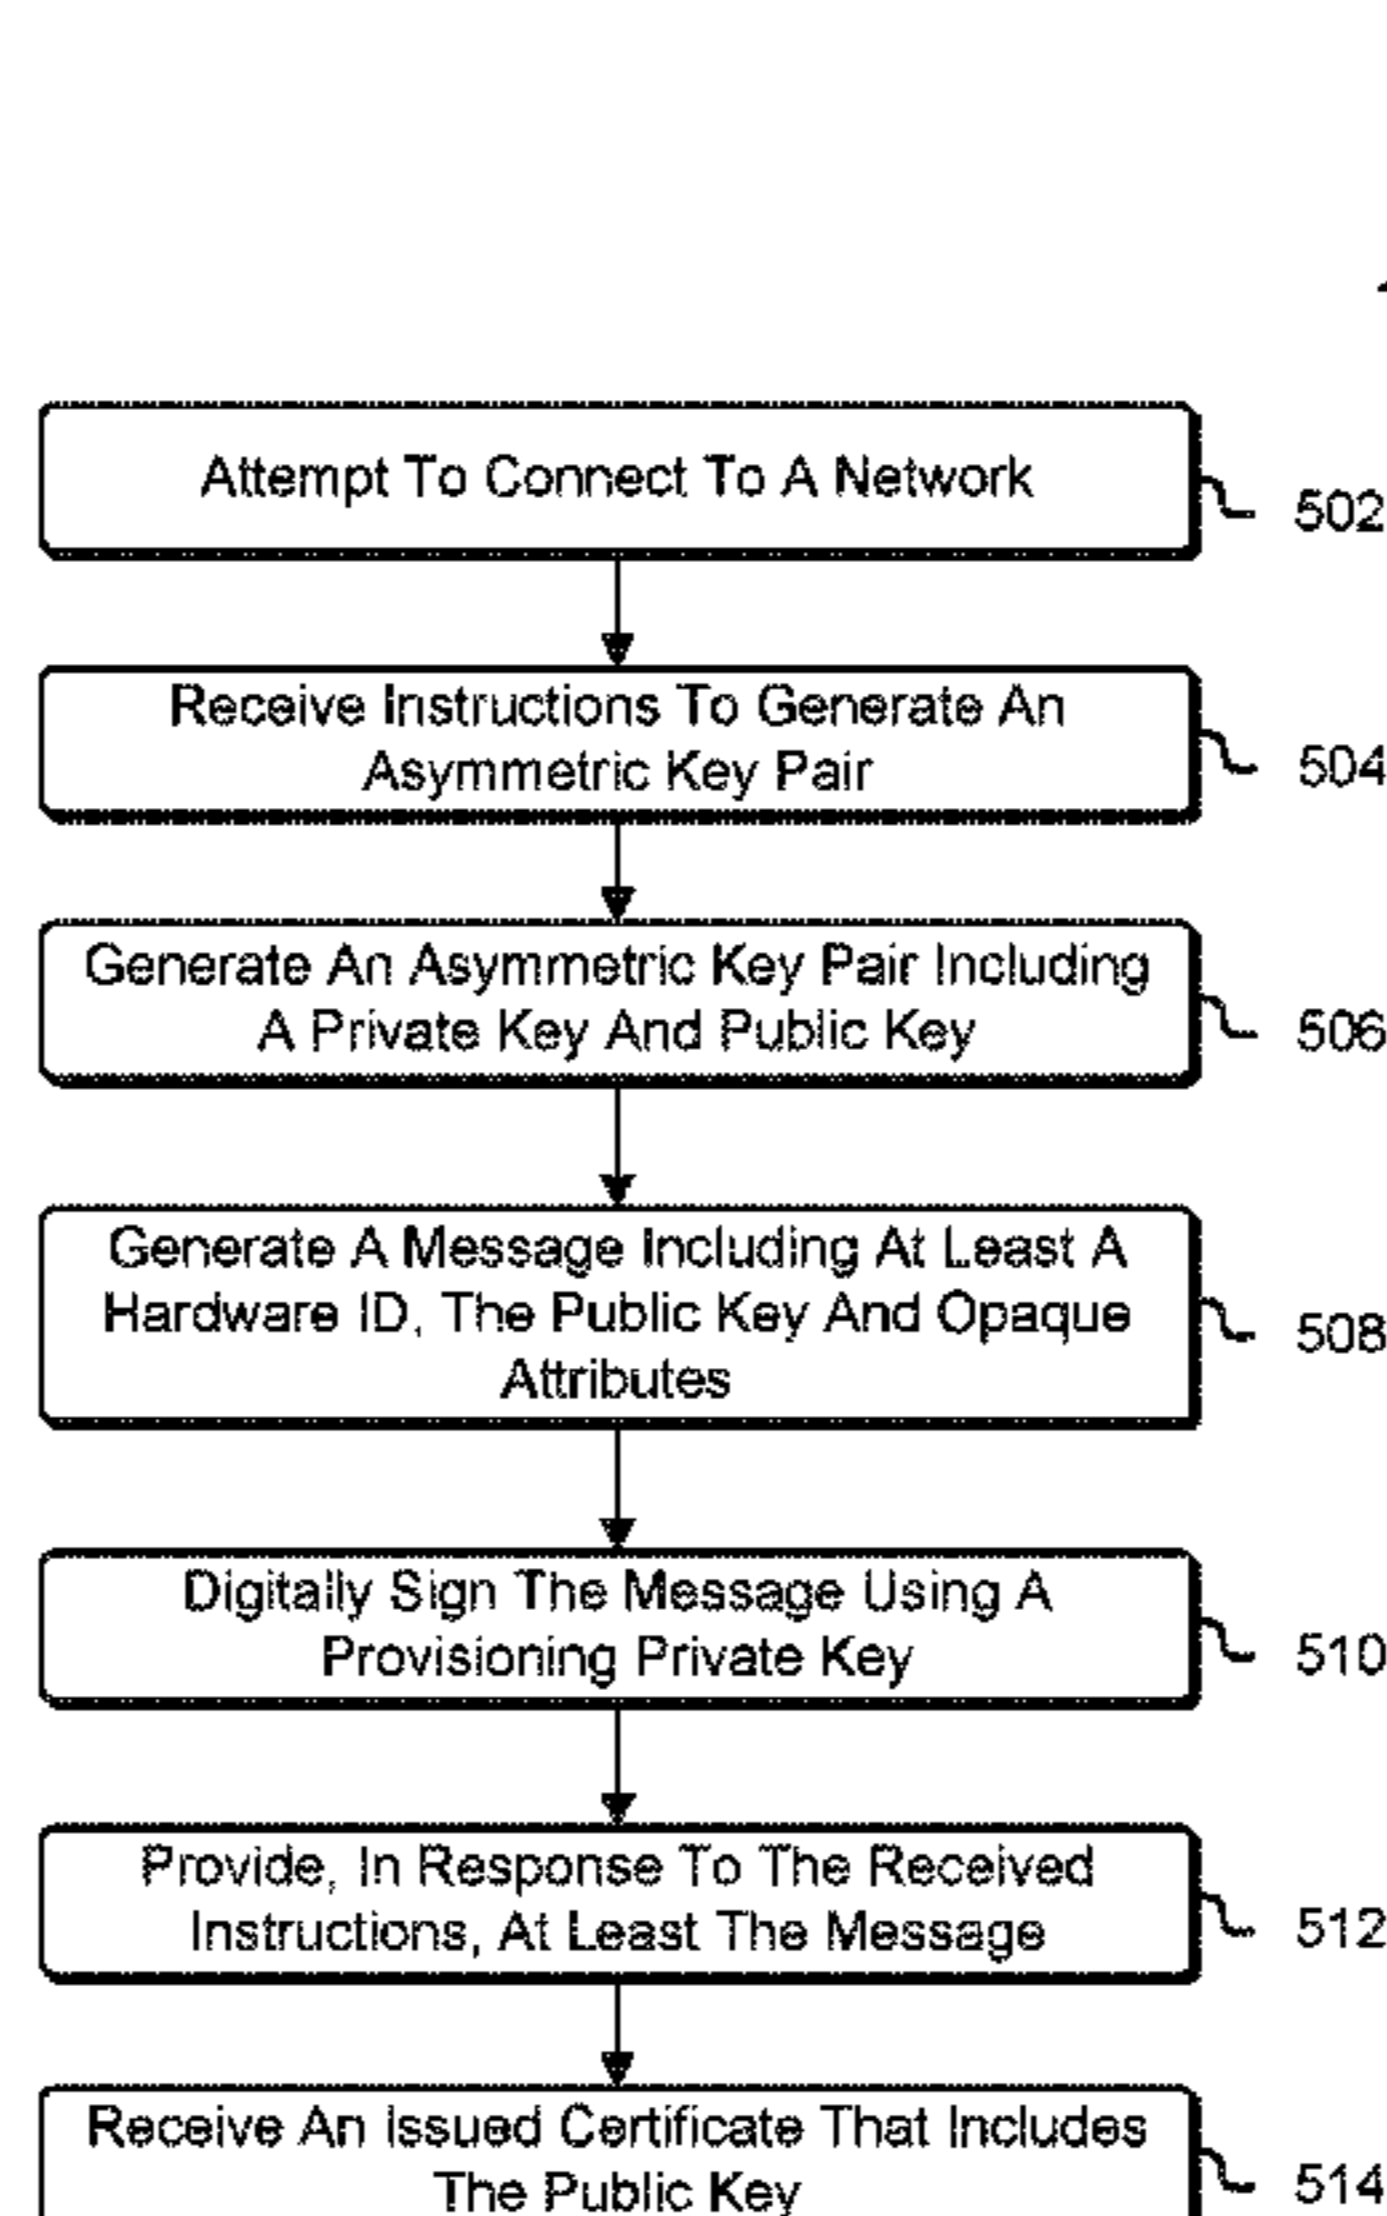 Attempt To Connect To A Network
502
Receive Instructions To Generate An
Asymmetric Key Pair
504
Generate An Asymmetric Key Pair Including
A Private Key And Public Key
506
Generate A Message Including At Least A
Hardware ID, The Public Key And Opaque
Attributes
508
Digitally Sign The Message Using A
Provisioning Private Key
510
Provide, In Response To The Received
Instructions, At Least The Message
512
Receive An Issued Certificate That Includes
The Public Key
514